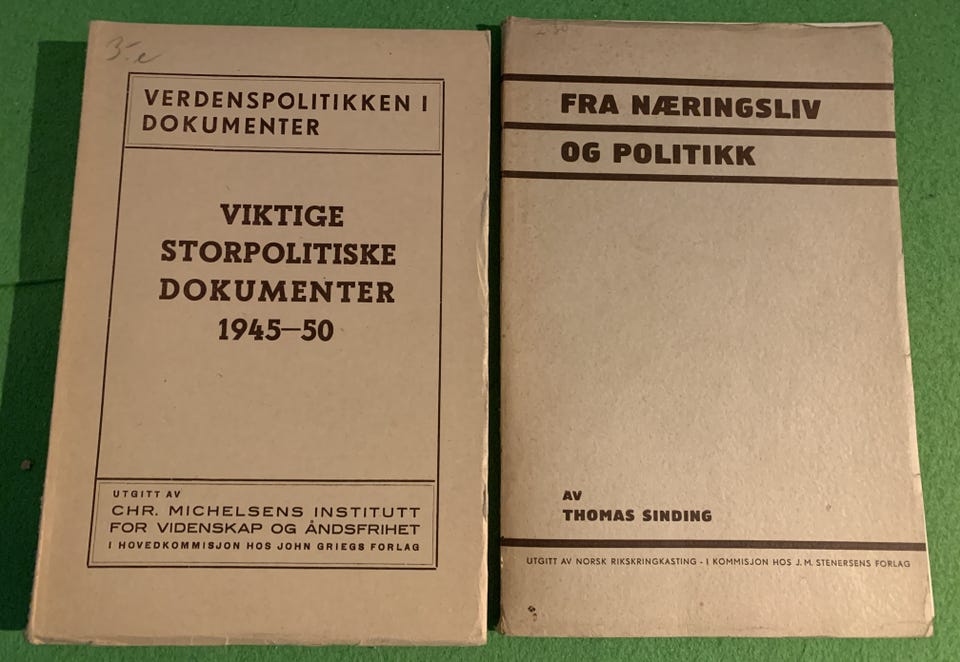 3-e
VERDENSPOLITIKKEN I
DOKUMENTER
VIKTIGE
STORPOLITISKE
DOKUMENTER
1945—50
UTGITT AV
CHR. MICHELSENS INSTITUTT
FOR VIDENSKAP OG ÅNDSFRIHET
I HOVEDKOMMISJON HOS JOHN GRIEGS FORLAG
FRA NÆRINGSLIV
OG POLITIKK
AV
THOMAS SINDING
UTGITT AV NORSK RIKSKRINGKASTING - I KOMMISJON HOS J. M. STENERSENS FORLAG